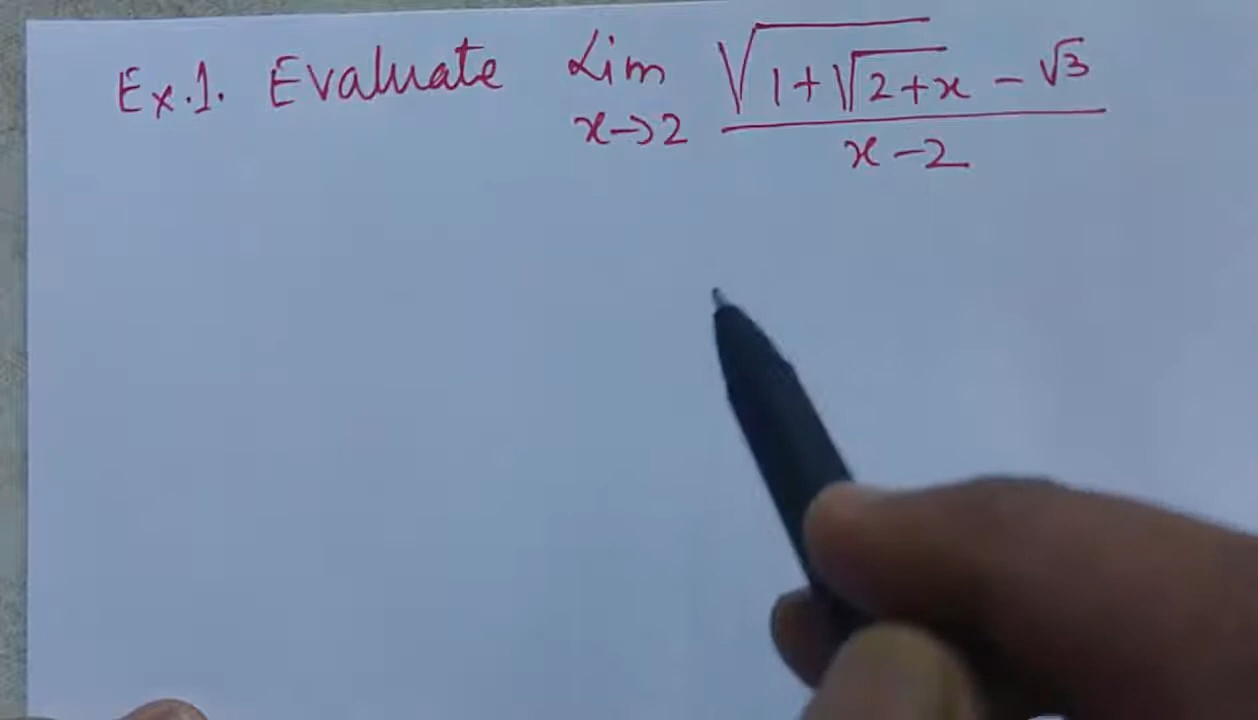 Ex.1. Evaluate Lim x→2 (√(1+√(2+x)) - √3)/(x-2)